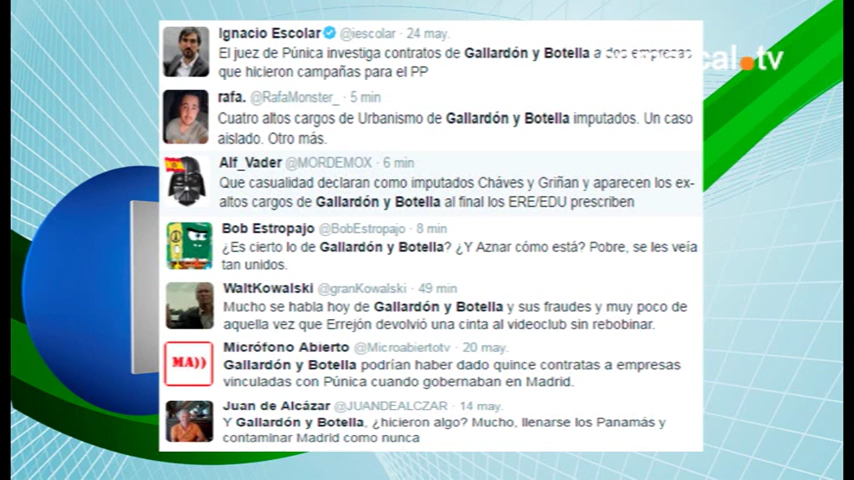 Ignacio Escolar @iescolar · 24 may.
El juez de Púnica investiga contratos de Gallardón y Botella a dos empresas
que hicieron campañas para el PP
cal.tv
rafa. @RafaMonster_ · 5 min
Cuatro altos cargos de Urbanismo de Gallardón y Botella imputados. Un caso
aislado. Otro más.
Alf_Vader @MORDEMOX · 6 min
Que casualidad declaran como imputados Cháves y Griñan y aparecen los ex-
altos cargos de Gallardón y Botella al final los ERE/EDU prescriben
Bob Estropajo @BobEstropajo · 8 min
¿Es cierto lo de Gallardón y Botella? ¿Y Aznar cómo está? Pobre, se les veía
tan unidos.
WaltKowalski @granKowalski · 49 min
Mucho se habla hoy de Gallardón y Botella y sus fraudes y muy poco de
aquella vez que Errejón devolvió una cinta al videoclub sin rebobinar.
MA))
Micrófono Abierto @Microabiertotv · 20 may.
Gallardón y Botella podrían haber dado quince contratas a empresas
vinculadas con Púnica cuando gobernaban en Madrid.
Juan de Alcázar @JUANDEALCZAR · 14 may.
Y Gallardón y Botella, ¿hicieron algo? Mucho, llenarse los Panamás y
contaminar Madrid como nunca